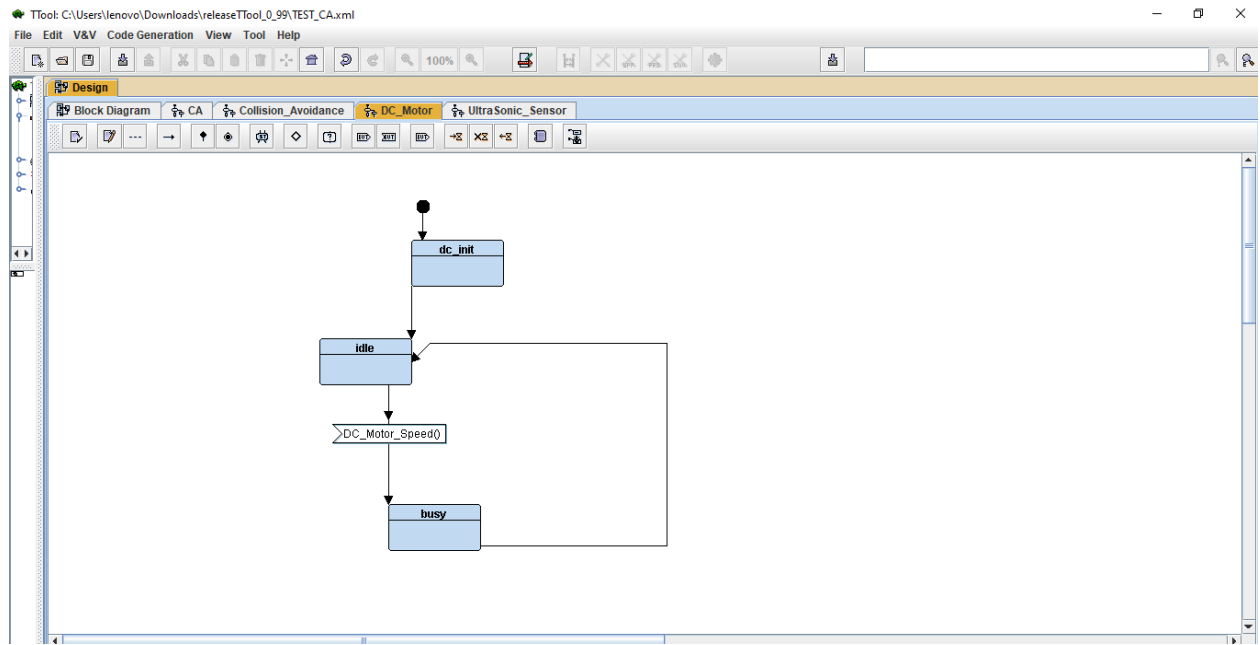 TTool: C:\Users\lenovo\Downloads\releaseTTool_0_99\TEST_CA.xml
File Edit V&V Code Generation View Tool Help
100%
Design
Block Diagram CA Collision_Avoidance DC_Motor UltraSonic_Sensor
dc_init
idle
DC_Motor_Speed()
busy